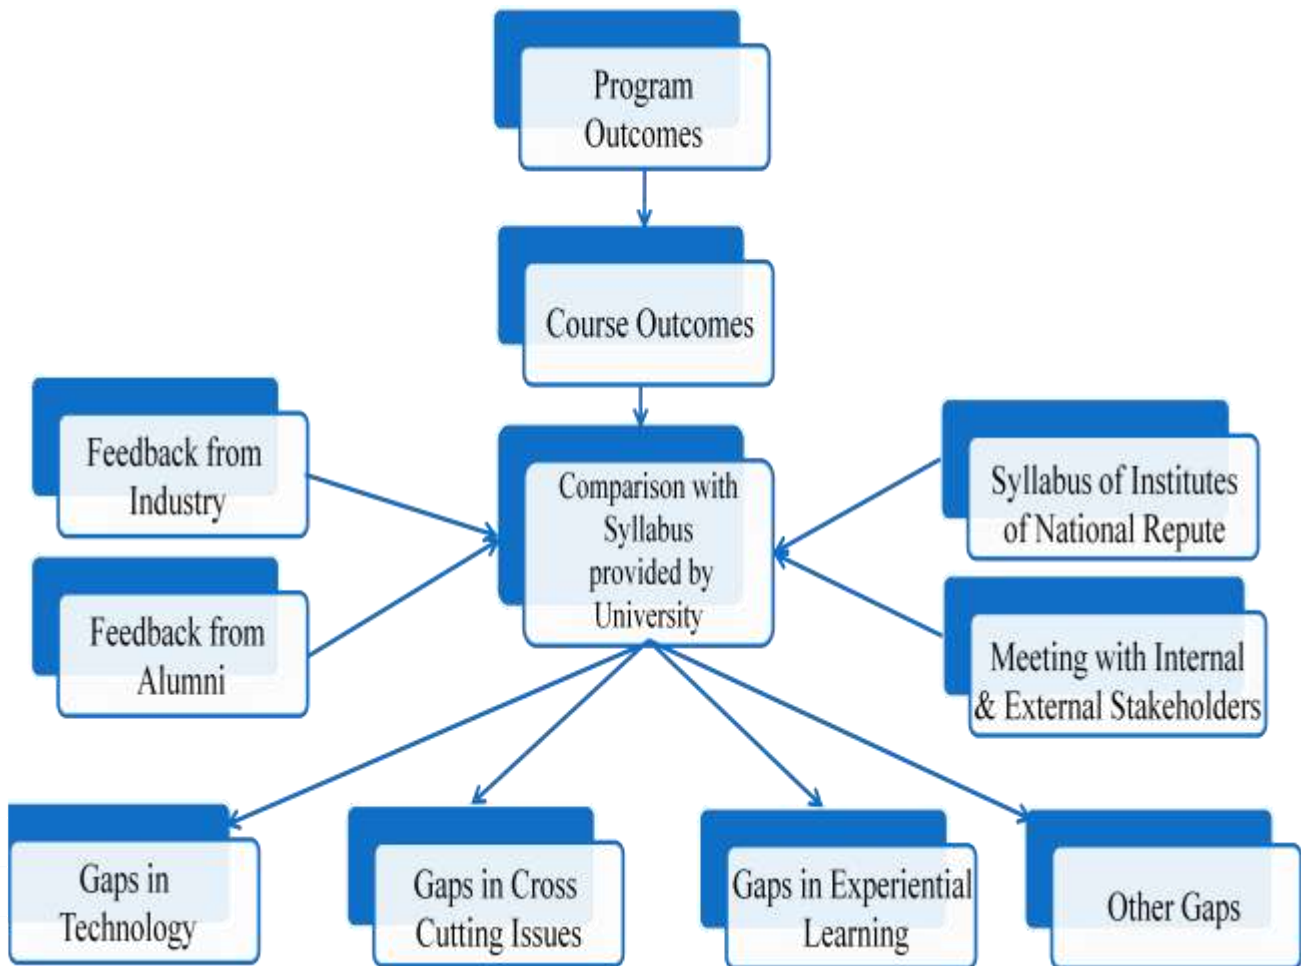 Program
Outcomes
Course Outcomes
Feedback from
Industry
Feedback from
Alumni
Comparison with
Syllabus
provided by
University
Syllabus of Institutes
of National Repute
Meeting with Internal
& External Stakeholders
Gaps in
Technology
Gaps in Cross
Cutting Issues
Gaps in Experiential
Learning
Other Gaps